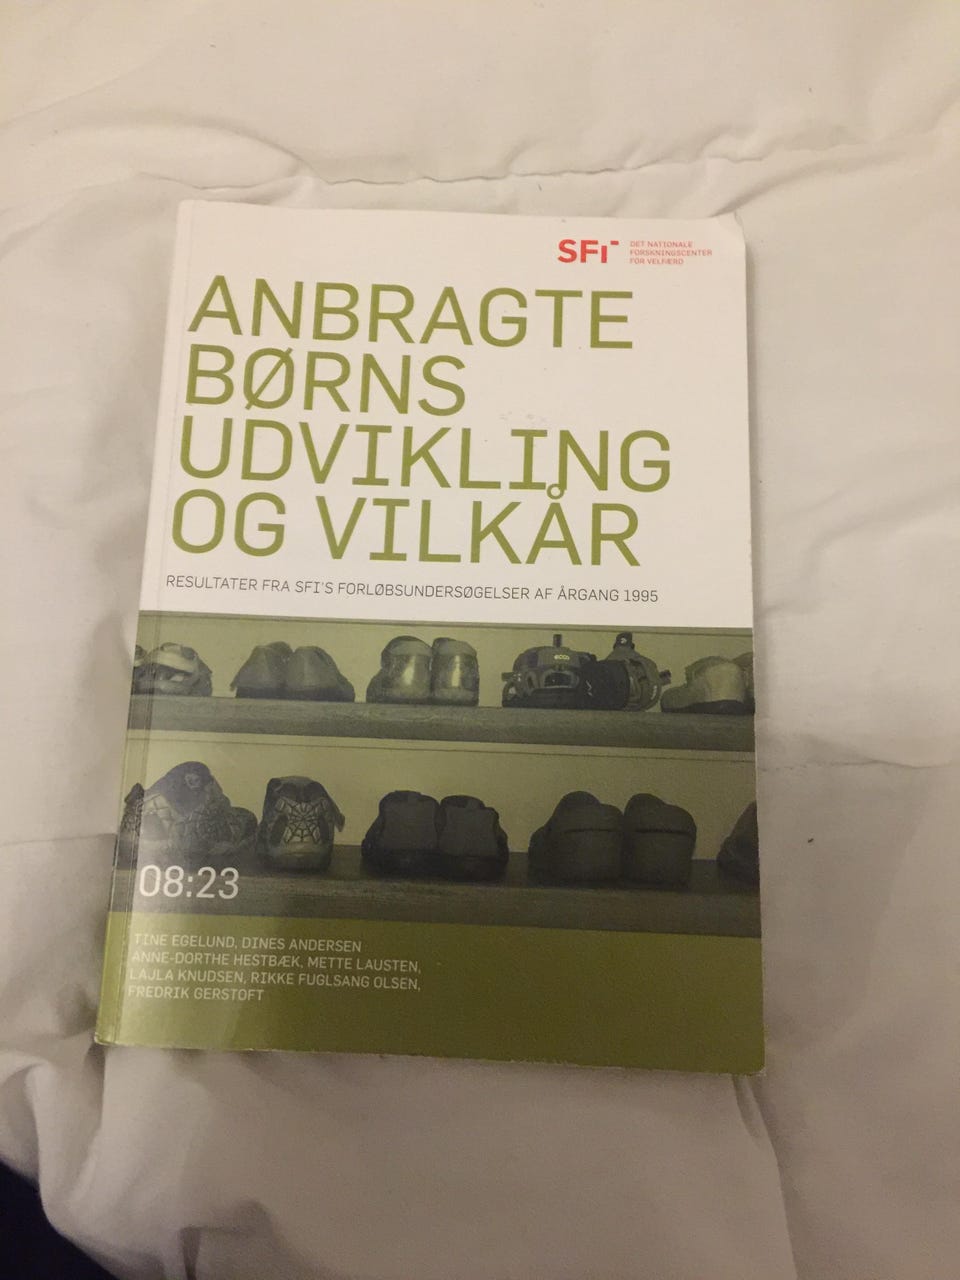 SFi
DET NATIONALE
FORSKNINGSCENTER
FOR VELFÆRD
ANBRAGTE
BØRNS
UDVIKLING
OG VILKÅR
RESULTATER FRA SFI'S FORLØBSUNDERSØGELSER AF ÅRGANG 1995
ecco
08:23
TINE EGELUND, DINES ANDERSEN
ANNE-DORTHE HESTBÆK, METTE LAUSTEN,
LAJLA KNUDSEN, RIKKE FUGLSANG OLSEN,
FREDRIK GERSTOFT